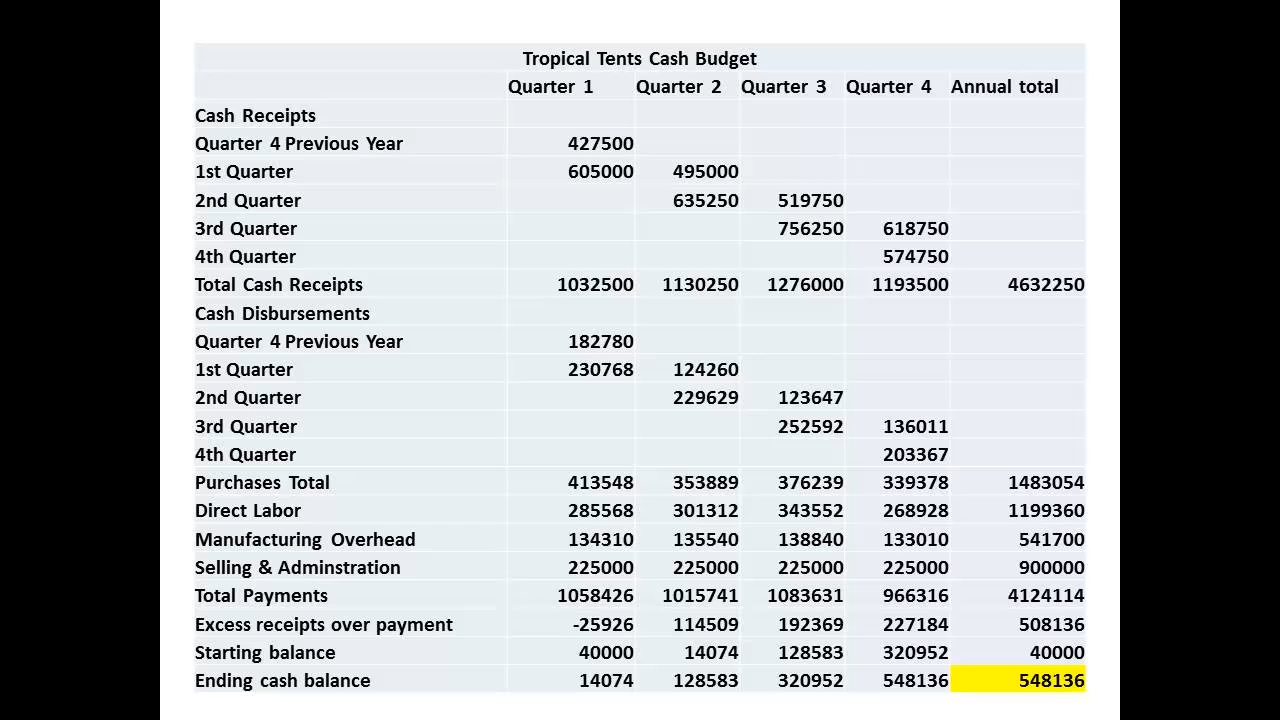 Tropical Tents Cash Budget
Quarter 1 Quarter 2 Quarter 3 Quarter 4 Annual total
Cash Receipts
Quarter 4 Previous Year 427500
1st Quarter 605000 495000
2nd Quarter 635250 519750
3rd Quarter 756250 618750
4th Quarter 574750
Total Cash Receipts 1032500 1130250 1276000 1193500 4632250
Cash Disbursements
Quarter 4 Previous Year 182780
1st Quarter 230768 124260
2nd Quarter 229629 123647
3rd Quarter 252592 136011
4th Quarter 203367
Purchases Total 413548 353889 376239 339378 1483054
Direct Labor 285568 301312 343552 268928 1199360
Manufacturing Overhead 134310 135540 138840 133010 541700
Selling & Adminstration 225000 225000 225000 225000 900000
Total Payments 1058426 1015741 1083631 966316 4124114
Excess receipts over payment -25926 114509 192369 227184 508136
Starting balance 40000 14074 128583 320952 40000
Ending cash balance 14074 128583 320952 548136 548136